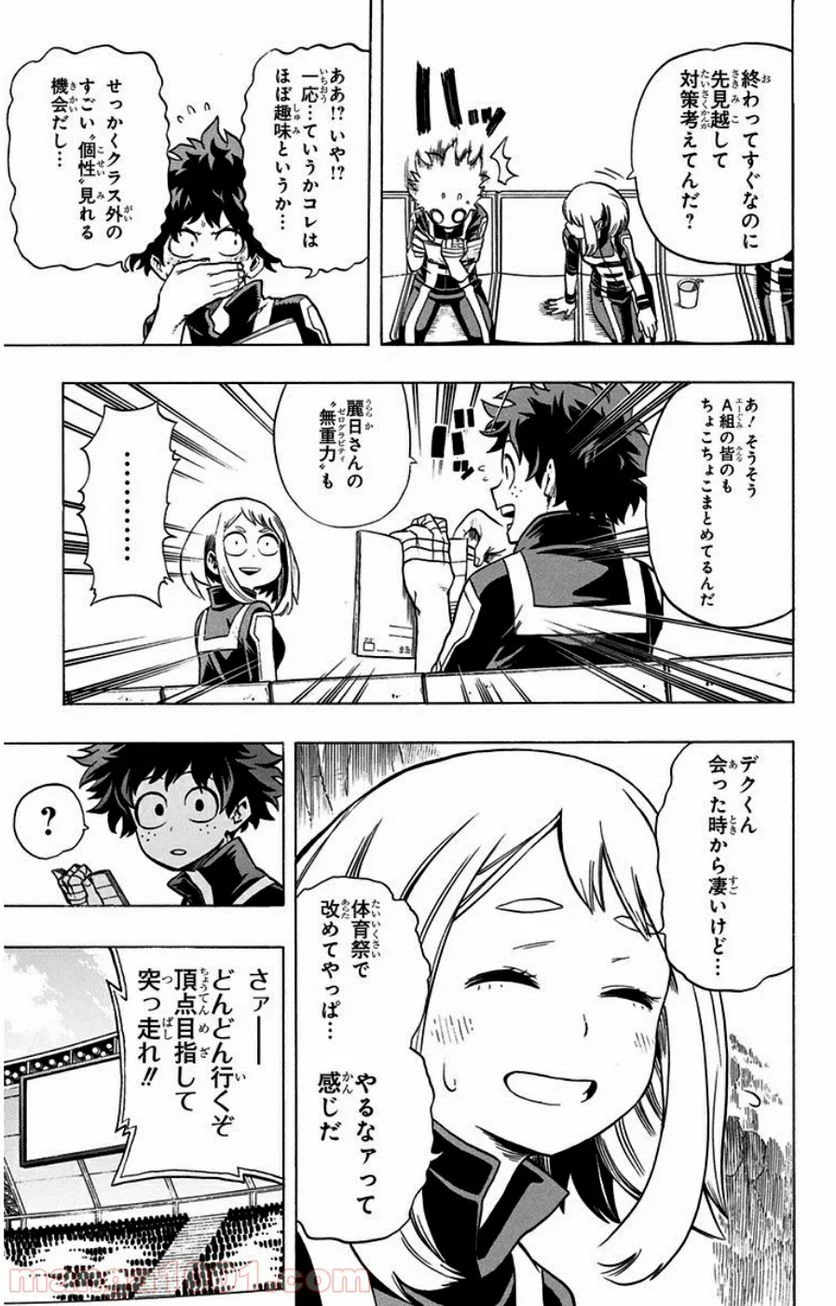 終わってすぐなのに
先見越して
対策考えてんだ?
ああ!?いや!?
一応…ていうかコレは
ほぼ趣味というか…
せっかくクラス外の
すごい“個性”見れる
機会だし…
あ!そうそう
A組の皆のも
ちょこちょこまとめてるんだ
麗日さんの
“無重力”も
…………
デクくん
会った時から凄いけど…
体育祭で
改めてやっぱ…
やるなァって
感じだ
?
さァ――
どんどん行くぞ
頂点目指して
突っ走れ!!